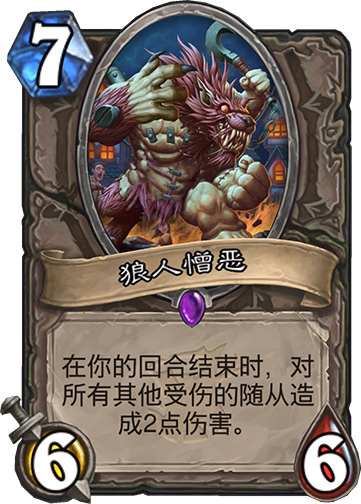 7
狼人憎恶
在你的回合结束时，对
所有其他受伤的随从造
成2点伤害。
6
6